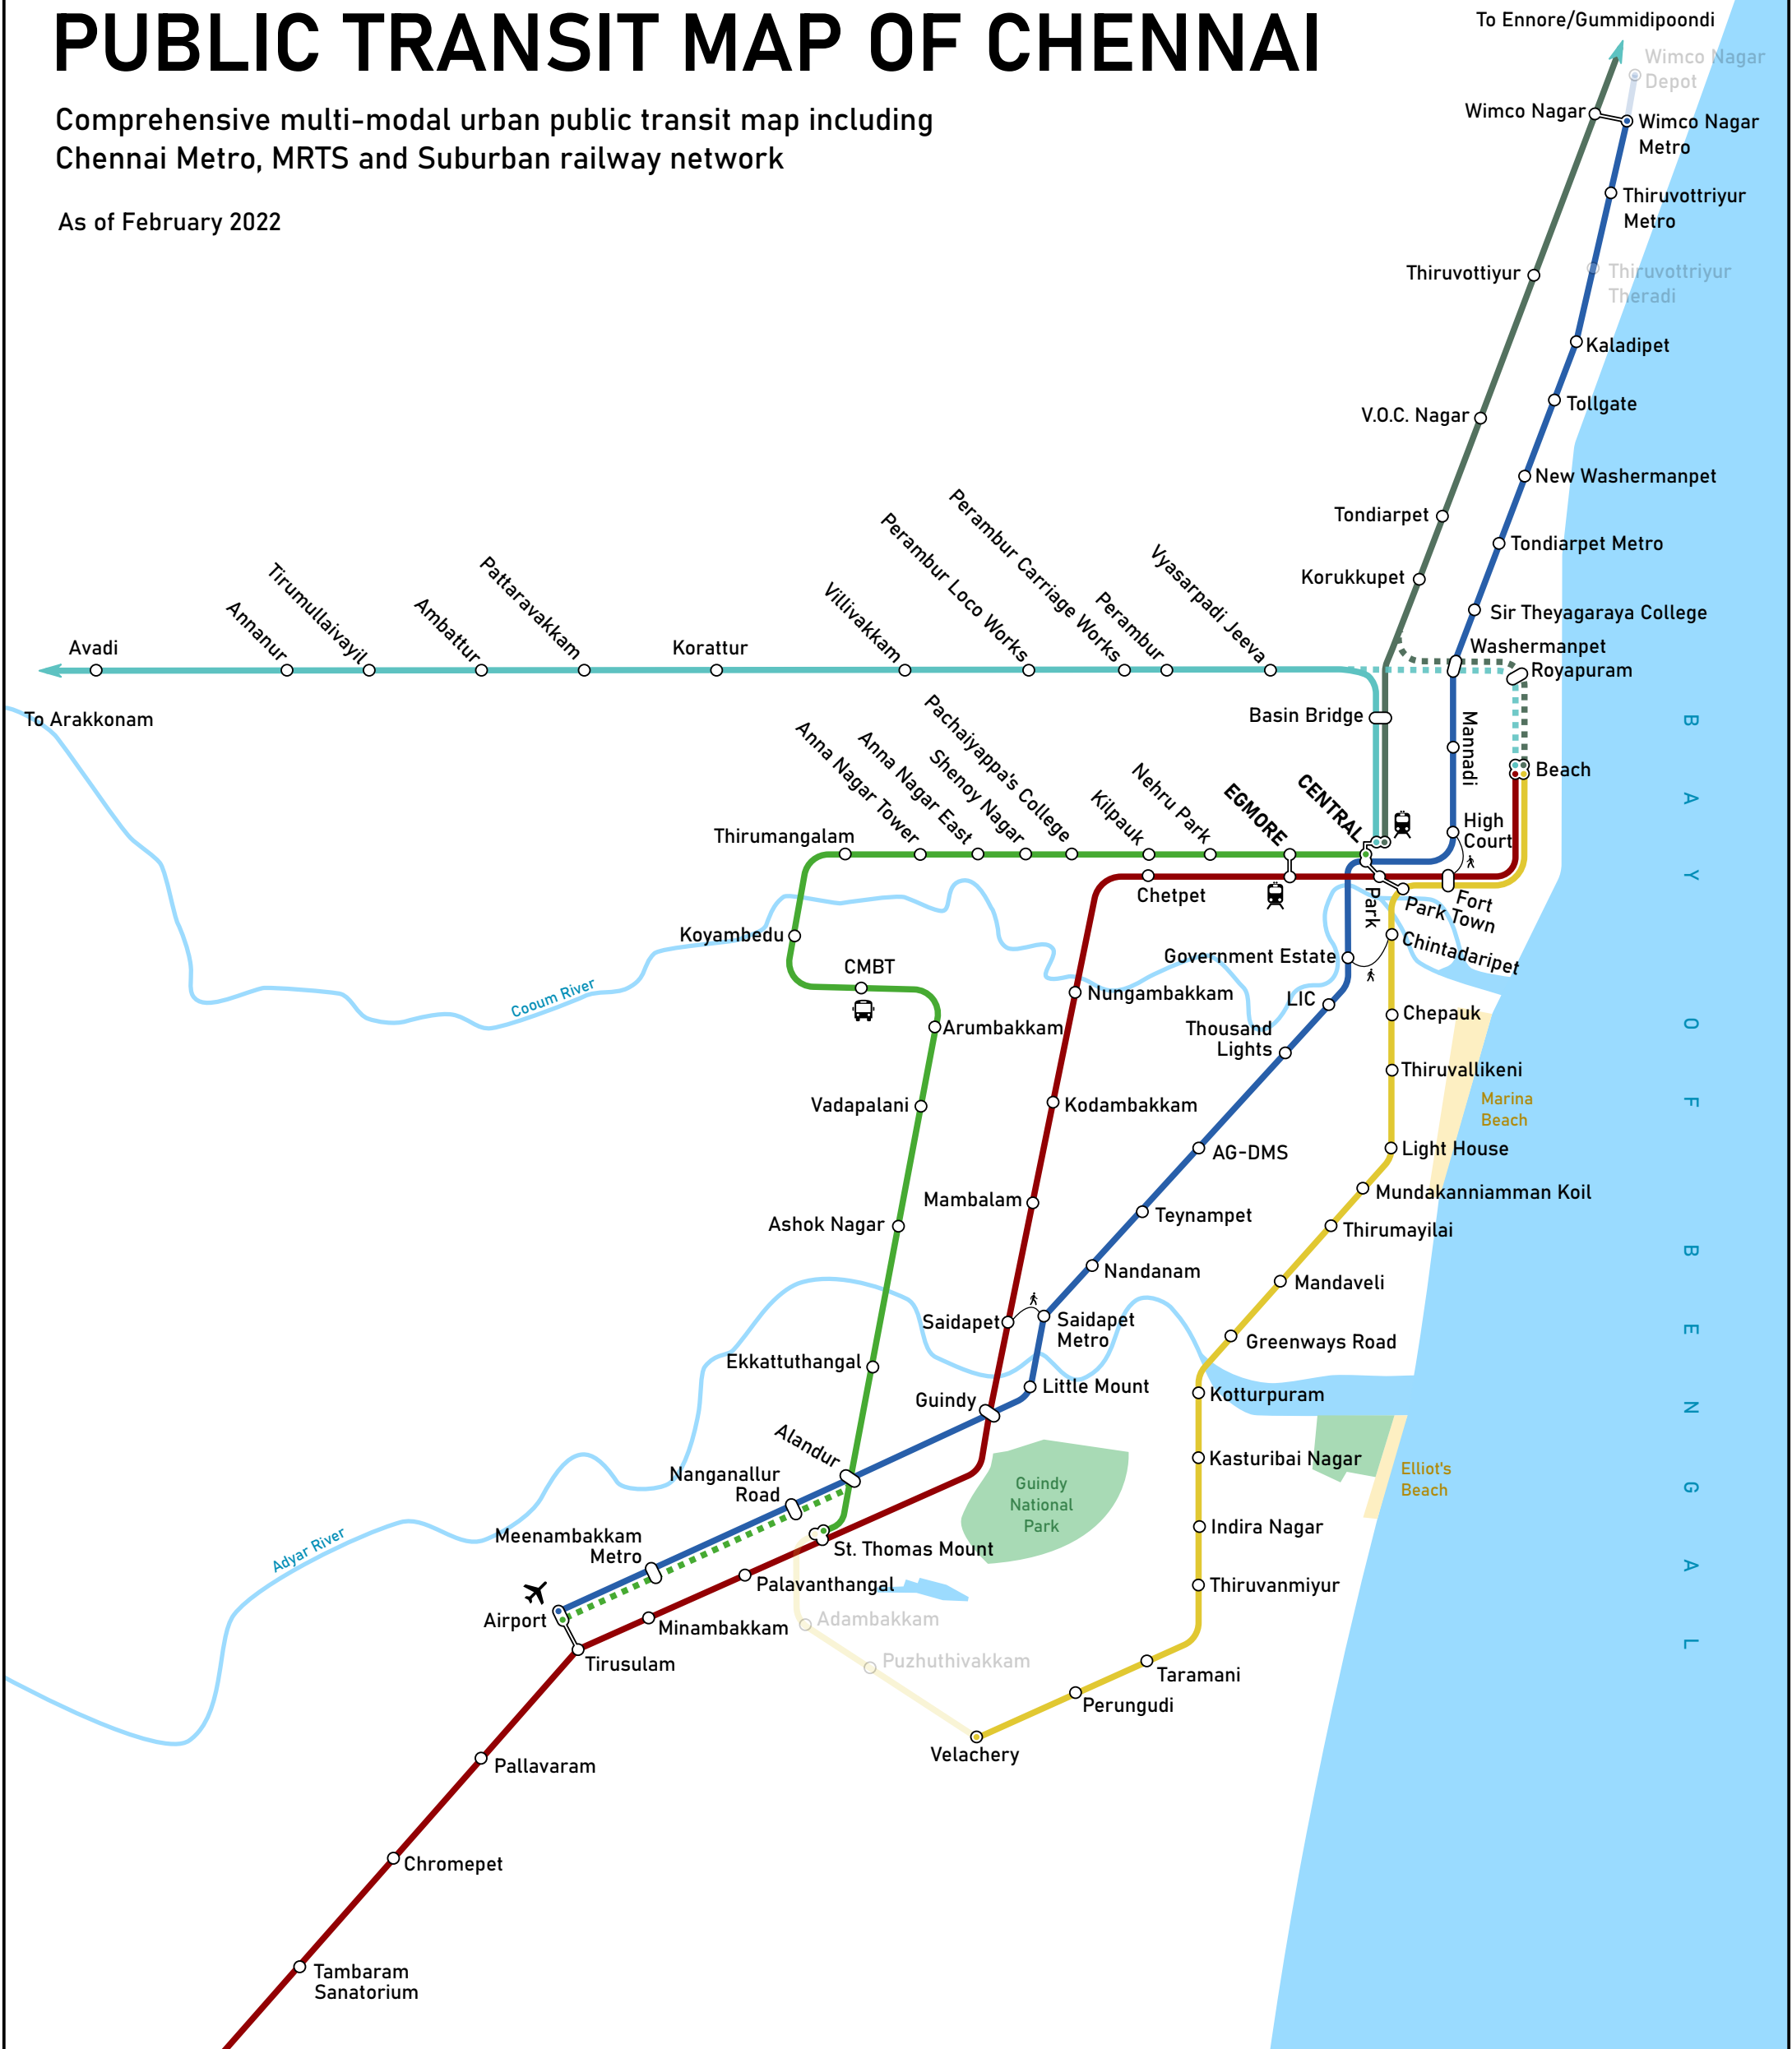 PUBLIC TRANSIT MAP OF CHENNAI
Comprehensive multi-modal urban public transit map including
Chennai Metro, MRTS and Suburban railway network
As of February 2022
To Ennore/Gummidipoondi
Wimco Nagar
Depot
Wimco Nagar
Wimco Nagar
Metro
Thiruvottriyur
Metro
Thiruvottiyur
Thiruvottriyur
Theradi
Kaladipet
Tollgate
V.O.C. Nagar
New Washermanpet
Tondiarpet
Tondiarpet Metro
Korukkupet
Sir Theyagaraya College
Washermanpet
Royapuram
Avadi
Annanur
Tirumullaivayil
Ambattur
Pattaravakkam
Korattur
Villivakkam
Perambur Loco Works
Perambur Carriage Works
Perambur
Vyasarpadi Jeeva
To Arakkonam
Basin Bridge
Mannadi
Beach
Thirumangalam
Anna Nagar Tower
Anna Nagar East
Shenoy Nagar
Pachaiyappa's College
Kilpauk
Nehru Park
EGMORE
CENTRAL
High
Court
Chetpet
Park
Park Town
Fort
Koyambedu
CMBT
Chintadaripet
Government Estate
Cooum River
Nungambakkam
LIC
Chepauk
Arumbakkam
Thousand
Lights
Thiruvallikeni
Marina
Beach
Vadapalani
Kodambakkam
AG-DMS
Light House
Mambalam
Mundakanniamman Koil
Ashok Nagar
Teynampet
Thirumayilai
Nandanam
Mandaveli
Saidapet
Saidapet
Metro
Greenways Road
Ekkattuthangal
Little Mount
Kotturpuram
Guindy
Alandur
Kasturibai Nagar
Nanganallur
Road
Guindy
National
Park
Elliot's
Beach
Indira Nagar
Meenambakkam
Metro
St. Thomas Mount
Adyar River
Palavanthangal
Thiruvanmiyur
Airport
Minambakkam
Adambakkam
Tirusulam
Puzhuthivakkam
Taramani
Perungudi
Velachery
Pallavaram
Chromepet
Tambaram
Sanatorium
BAY OF BENGAL